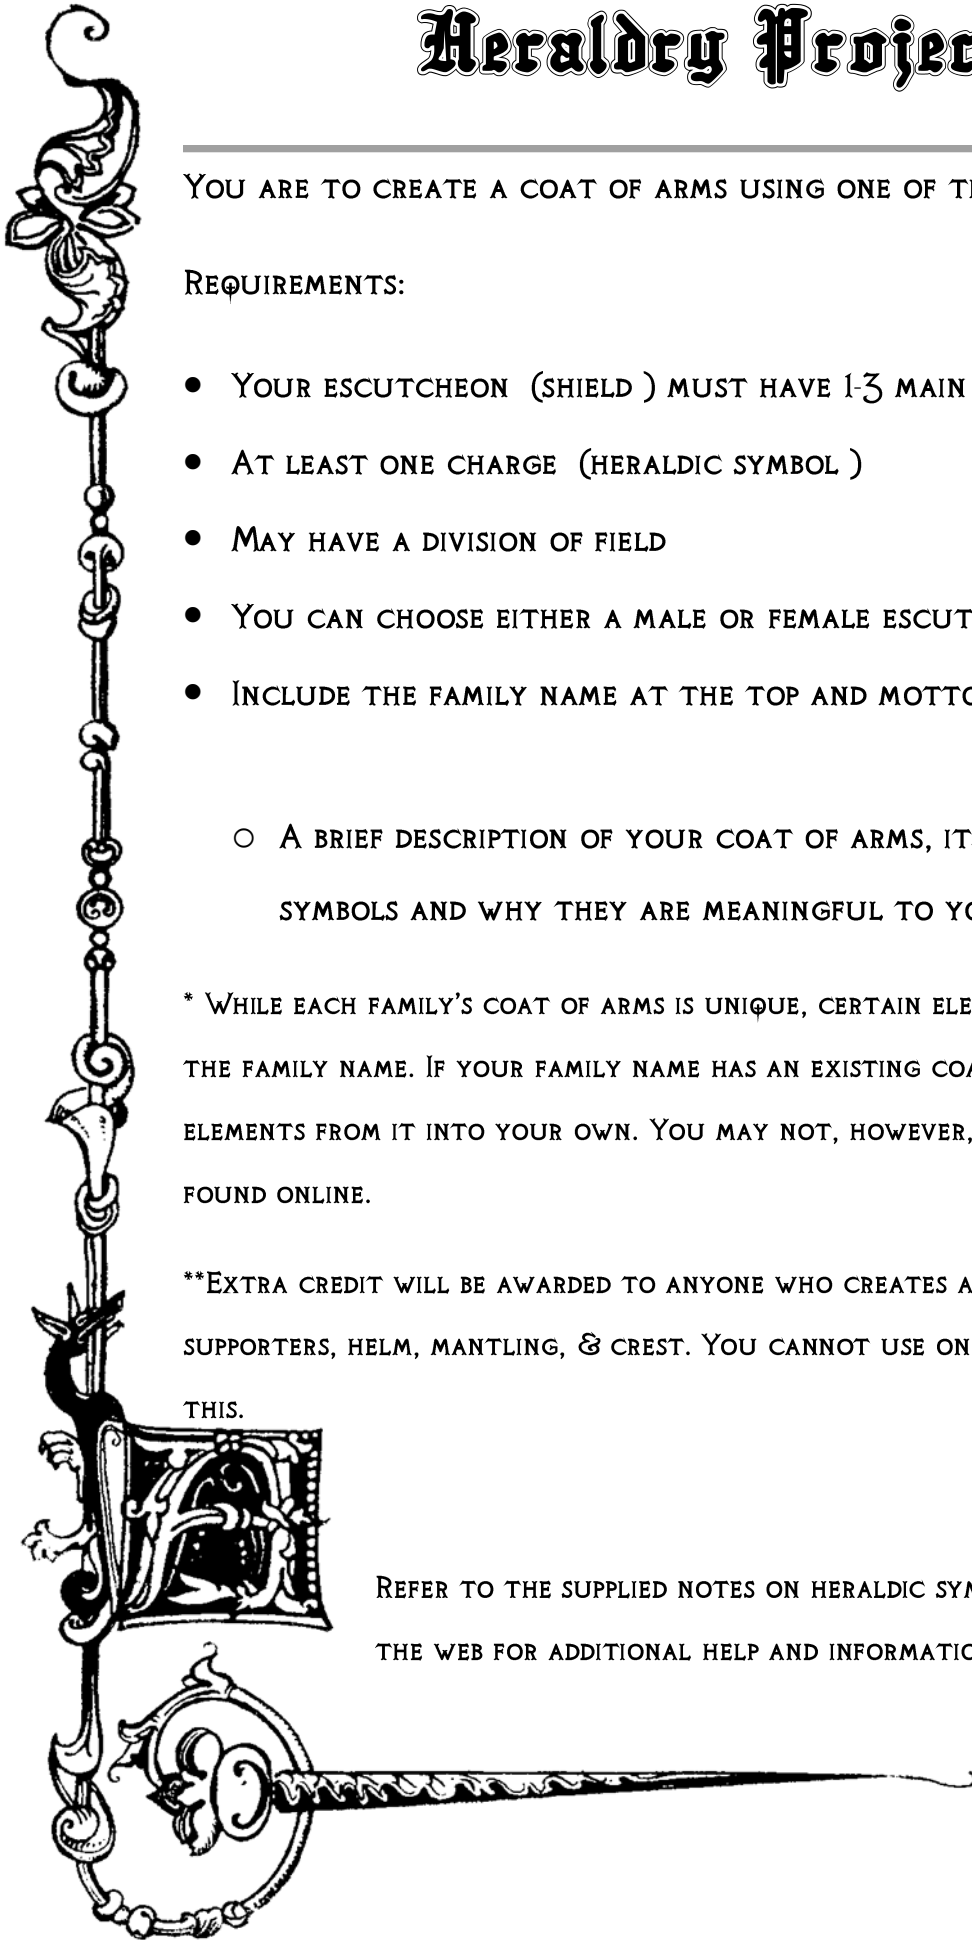 Heraldry Projec
You are to create a coat of arms using one of th
Requirements:
• Your escutcheon (shield ) must have 1-3 main
• At least one charge (heraldic symbol )
• May have a division of field
• You can choose either a male or female escut
• Include the family name at the top and motto
○ A brief description of your coat of arms, its
symbols and why they are meaningful to yo
* While each family's coat of arms is unique, certain ele
the family name. If your family name has an existing coa
elements from it into your own. You may not, however,
found online.
**Extra credit will be awarded to anyone who creates a
supporters, helm, mantling, & crest. You cannot use on
this.
A
Refer to the supplied notes on heraldic sym
the web for additional help and informatio